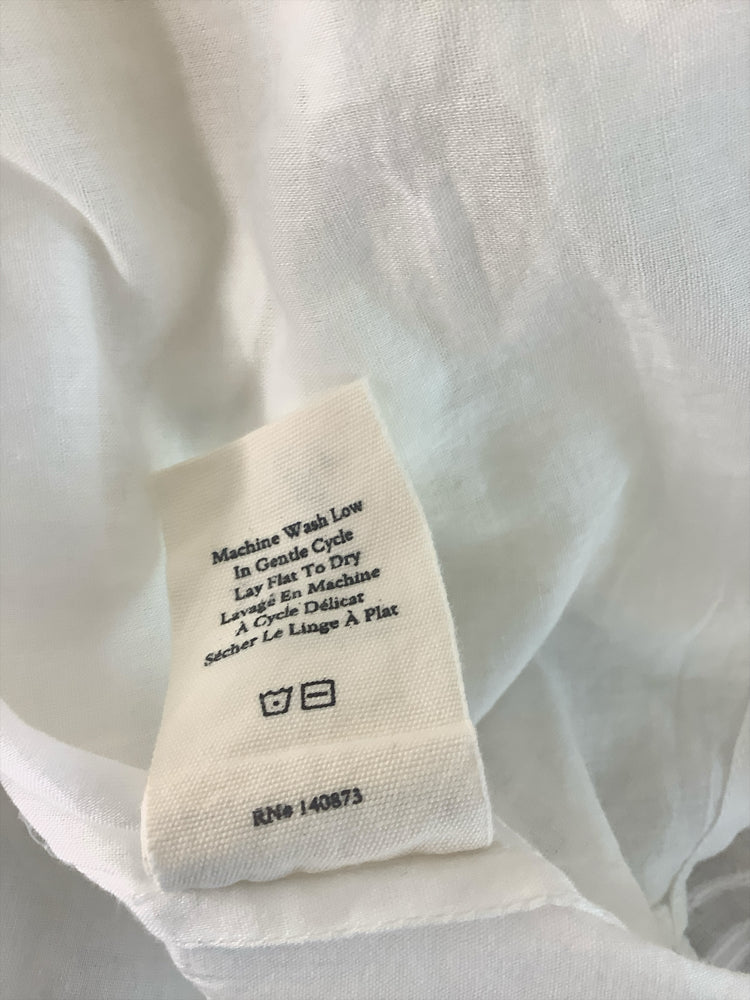 Machine Wash Low
In Gentle Cycle
Lay Flat To Dry
Lavage En Machine
À Cycle Délicat
Sécher Le Linge À Plat
RN# 140873